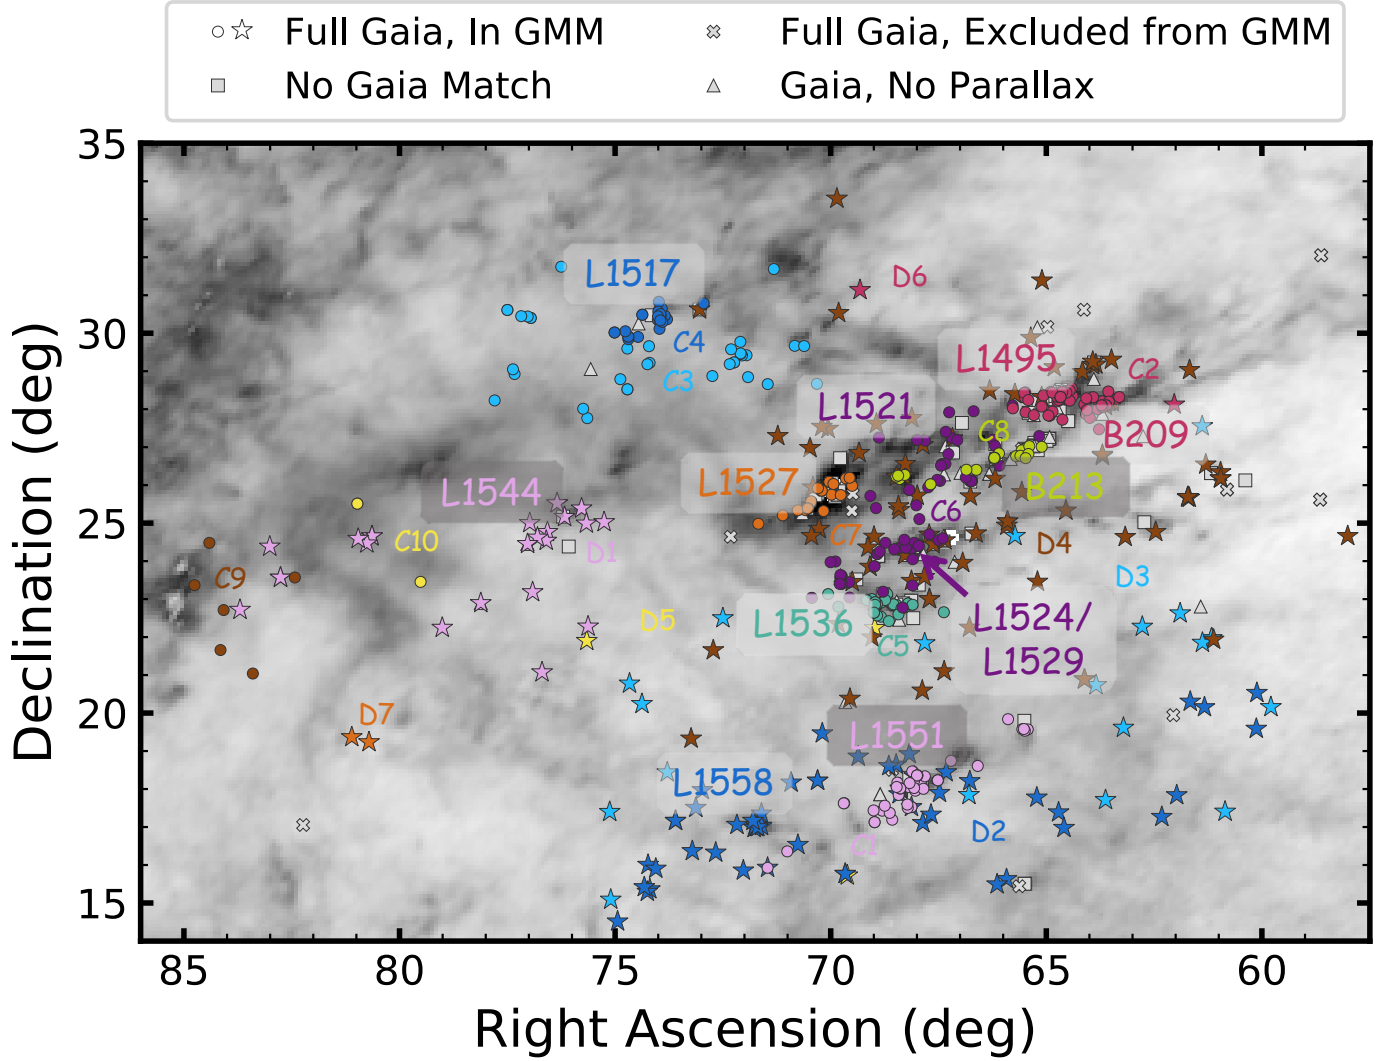 Full Gaia, In GMM
Full Gaia, Excluded from GMM
No Gaia Match
Gaia, No Parallax
35
30
25
20
15
Declination (deg)
L1517
D6
C4
C3
L1495
C2
L1521
B209
C8
L1527
B213
L1544
C6
C10
D1
C7
D4
C9
D3
D5
L1536
C5
L1524/
L1529
D7
L1551
L1558
D2
C1
85
80
75
70
65
60
Right Ascension (deg)